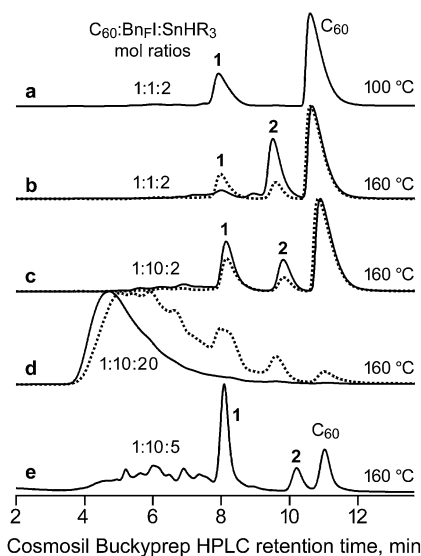 C₆₀:Bn_FI:SnHR₃
mol ratios
1
C₆₀
a
1:1:2
100 °C
1
2
b
1:1:2
160 °C
1
2
c
1:10:2
160 °C
d
1:10:20
160 °C
1
2
C₆₀
e
1:10:5
160 °C
2 4 6 8 10 12
Cosmosil Buckyprep HPLC retention time, min